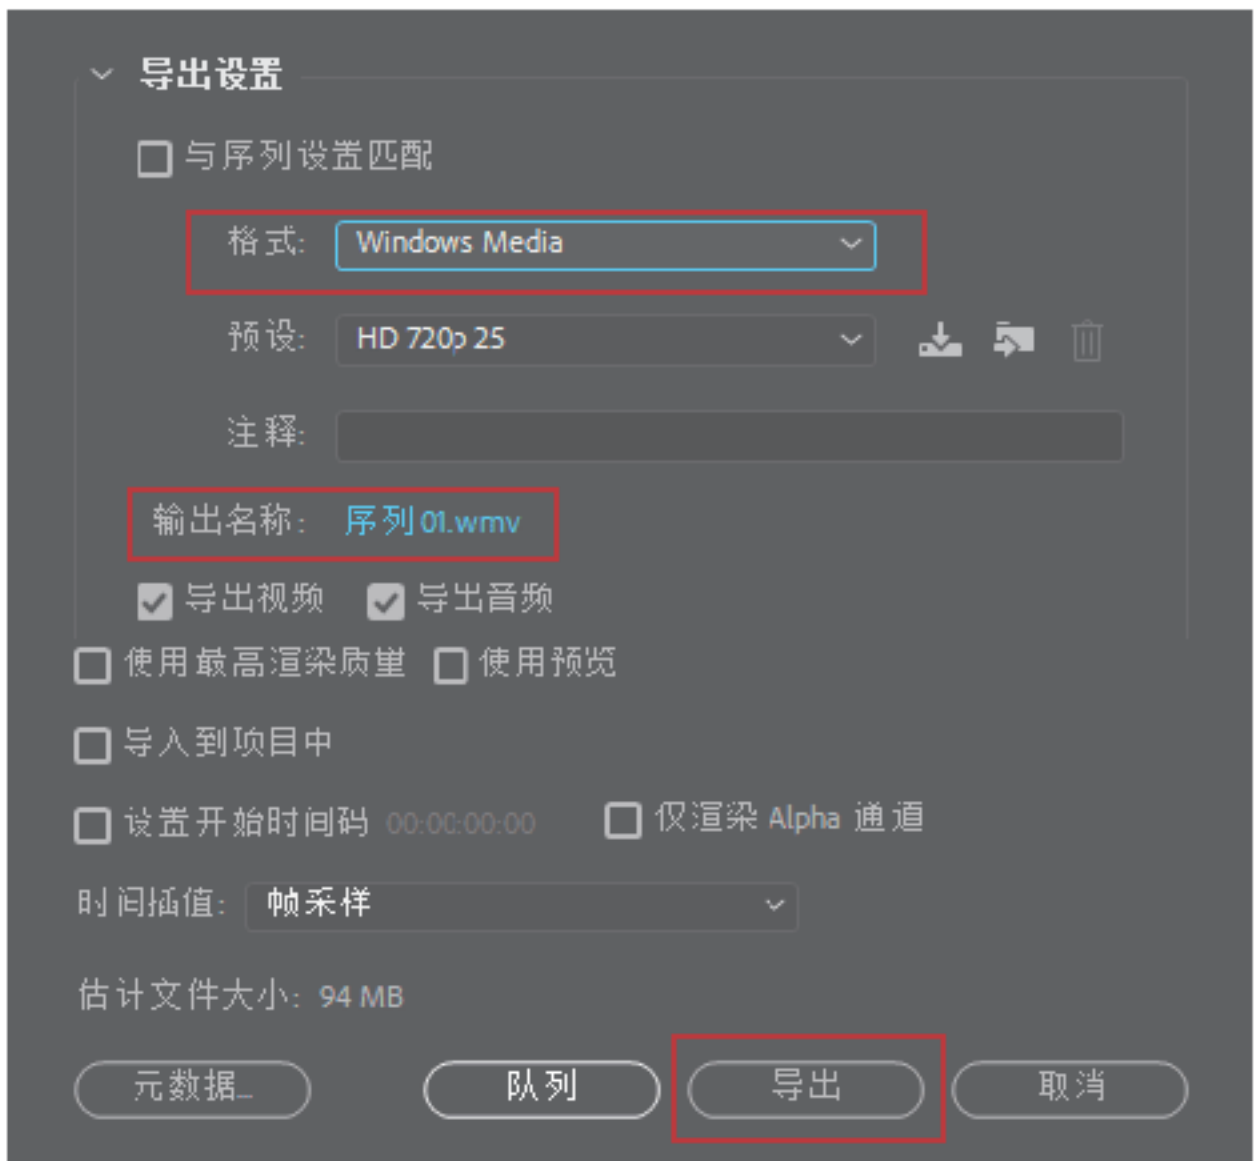 导出设置
与序列设置匹配
格式: Windows Media
预设: HD 720p 25
注释:
输出名称: 序列 01.wmv
导出视频 导出音频
使用最高渲染质量 使用预览
导入到项目中
设置开始时间码 00:00:00:00 仅渲染 Alpha 通道
时间插值: 帧采样
估计文件大小: 94 MB
元数据... 队列 导出 取消